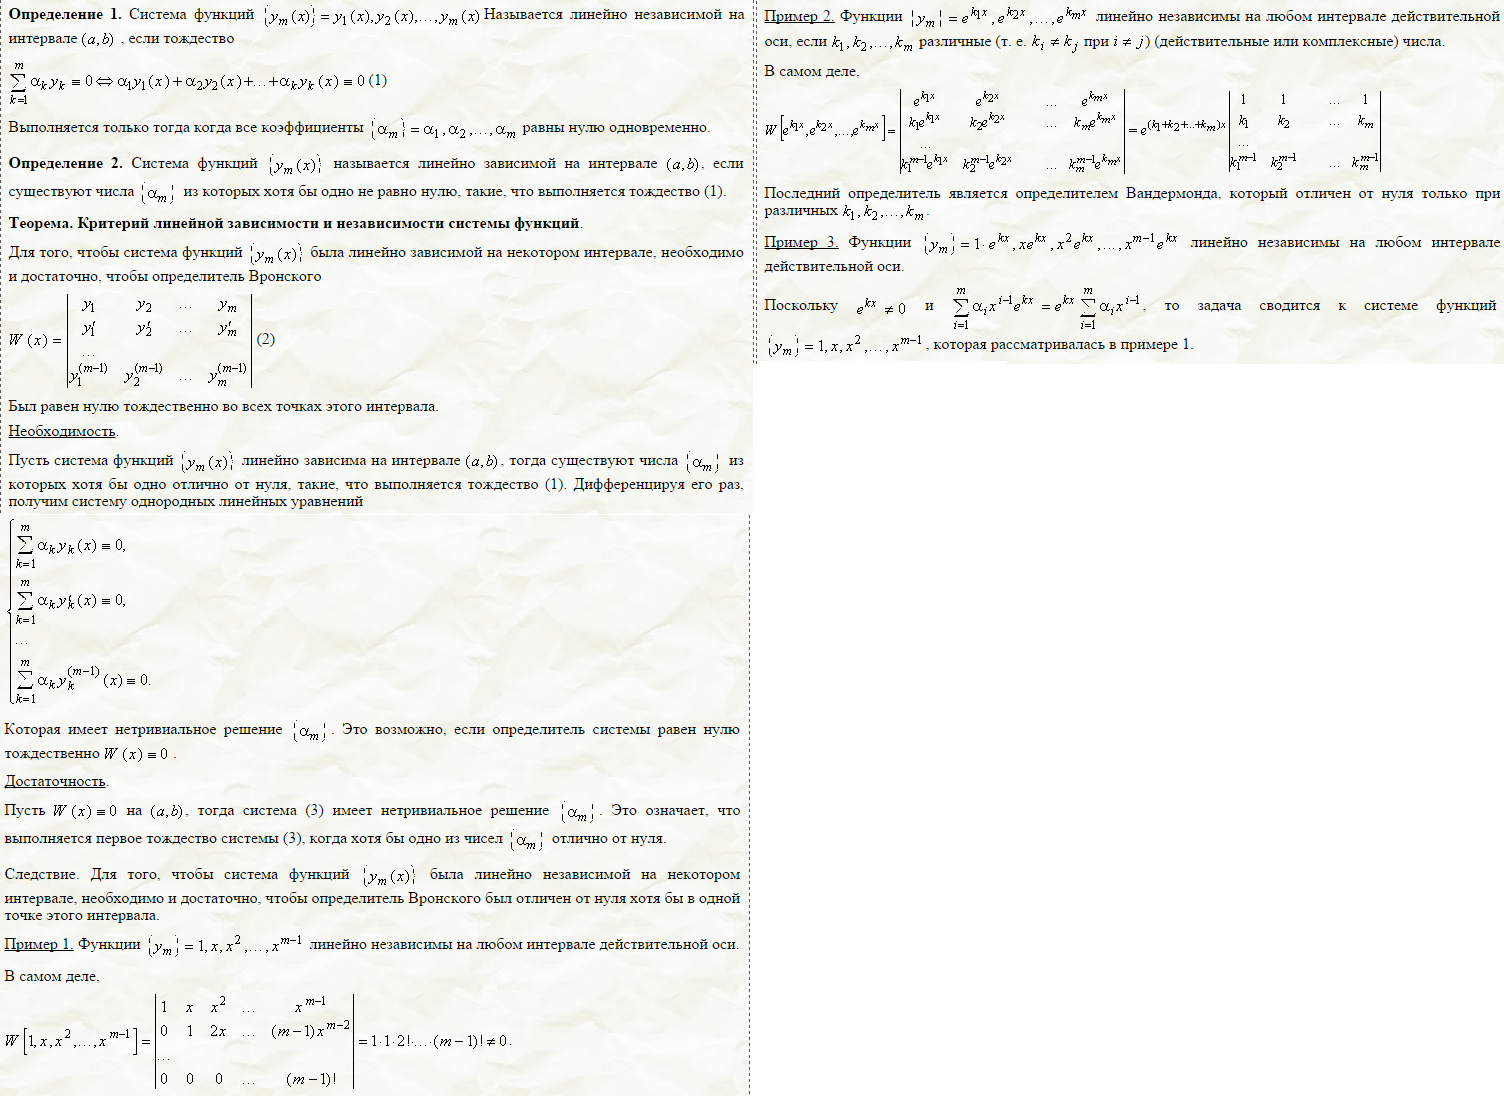 Определение 1. Система функций {y_m(x)} = y_1(x), y_2(x), ..., y_m(x) Называется линейно независимой на
интервале (a, b) , если тождество
\sum_{k=1}^{m} α_k y_k ≡ 0 ⇔ α_1 y_1(x) + α_2 y_2(x) + ... + α_k y_k(x) ≡ 0 (1)
Выполняется только тогда когда все коэффициенты {α_m} = α_1, α_2, ..., α_m равны нулю одновременно.
Определение 2. Система функций {y_m(x)} называется линейно зависимой на интервале (a, b), если
существуют числа {α_m} из которых хотя бы одно не равно нулю, такие, что выполняется тождество (1).
Теорема. Критерий линейной зависимости и независимости системы функций.
Для того, чтобы система функций {y_m(x)} была линейно зависимой на некотором интервале, необходимо
и достаточно, чтобы определитель Вронского
W(x) = | y_1 y_2 ... y_m |
| y_1' y_2' ... y_m' |
| ... |
| y_1^{(m-1)} y_2^{(m-1)} ... y_m^{(m-1)} | (2)
Был равен нулю тождественно во всех точках этого интервала.
Необходимость.
Пусть система функций {y_m(x)} линейно зависима на интервале (a, b), тогда существуют числа {α_m} из
которых хотя бы одно отлично от нуля, такие, что выполняется тождество (1). Дифференцируя его раз,
получим систему однородных линейных уравнений
\sum_{k=1}^{m} α_k y_k(x) ≡ 0,
\sum_{k=1}^{m} α_k y_k'(x) ≡ 0,
...
\sum_{k=1}^{m} α_k y_k^{(m-1)}(x) ≡ 0.
Которая имеет нетривиальное решение {α_m}. Это возможно, если определитель системы равен нулю
тождественно W(x) ≡ 0 .
Достаточность.
Пусть W(x) ≡ 0 на (a, b), тогда система (3) имеет нетривиальное решение {α_m}. Это означает, что
выполняется первое тождество системы (3), когда хотя бы одно из чисел {α_m} отлично от нуля.
Следствие. Для того, чтобы система функций {y_m(x)} была линейно независимой на некотором
интервале, необходимо и достаточно, чтобы определитель Вронского был отличен от нуля хотя бы в одной
точке этого интервала.
Пример 1. Функции {y_m} = 1, x, x^2, ..., x^{m-1} линейно независимы на любом интервале действительной оси.
В самом деле,
W[1, x, x^2, ..., x^{m-1}] = | 1 x x^2 ... x^{m-1} |
| 0 1 2x ... (m-1)x^{m-2} |
| ... |
| 0 0 0 ... (m-1)! | = 1·1·2!·...·(m-1)! ≠ 0.
Пример 2. Функции {y_m} = e^{k_1 x}, e^{k_2 x}, ..., e^{k_m x} линейно независимы на любом интервале действительной
оси, если k_1, k_2, ..., k_m различные (т. е. k_i ≠ k_j при i ≠ j) (действительные или комплексные) числа.
В самом деле,
W[e^{k_1 x}, e^{k_2 x}, ..., e^{k_m x}] = | e^{k_1 x} e^{k_2 x} ... e^{k_m x} |
| k_1 e^{k_1 x} k_2 e^{k_2 x} ... k_m e^{k_m x} |
| ... |
| k_1^{m-1} e^{k_1 x} k_2^{m-1} e^{k_2 x} ... k_m^{m-1} e^{k_m x} | = e^{(k_1+k_2+...+k_m)x} | 1 1 ... 1 |
| k_1 k_2 ... k_m |
| ... |
| k_1^{m-1} k_2^{m-1} ... k_m^{m-1} |
Последний определитель является определителем Вандермонда, который отличен от нуля только при
различных k_1, k_2, ..., k_m.
Пример 3. Функции {y_m} = 1·e^{kx}, xe^{kx}, x^2 e^{kx}, ..., x^{m-1} e^{kx} линейно независимы на любом интервале
действительной оси.
Поскольку e^{kx} ≠ 0 и \sum_{i=1}^{m} α_i x^{i-1} e^{kx} = e^{kx} \sum_{i=1}^{m} α_i x^{i-1}, то задача сводится к системе функций
{y_m} = 1, x, x^2, ..., x^{m-1}, которая рассматривалась в примере 1.